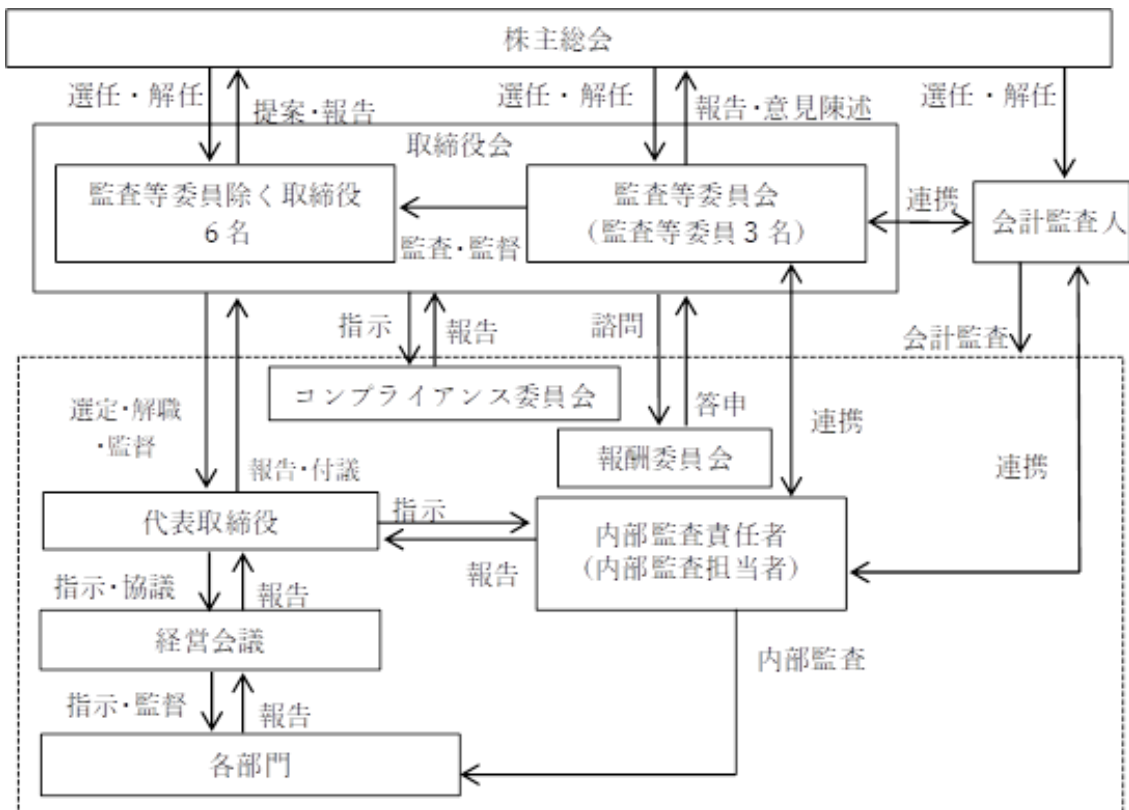 株主総会
選任・解任
提案・報告
選任・解任
報告・意見陳述
選任・解任
取締役会
監査等委員除く取締役
6名
監査・監督
監査等委員会
(監査等委員3名)
連携
会計監査人
指示
報告
諮問
会計監査
コンプライアンス委員会
選定・解職
・監督
答申
連携
報酬委員会
連携
報告・付議
代表取締役
指示
報告
内部監査責任者
(内部監査担当者)
指示・協議
報告
経営会議
内部監査
指示・監督
報告
各部門